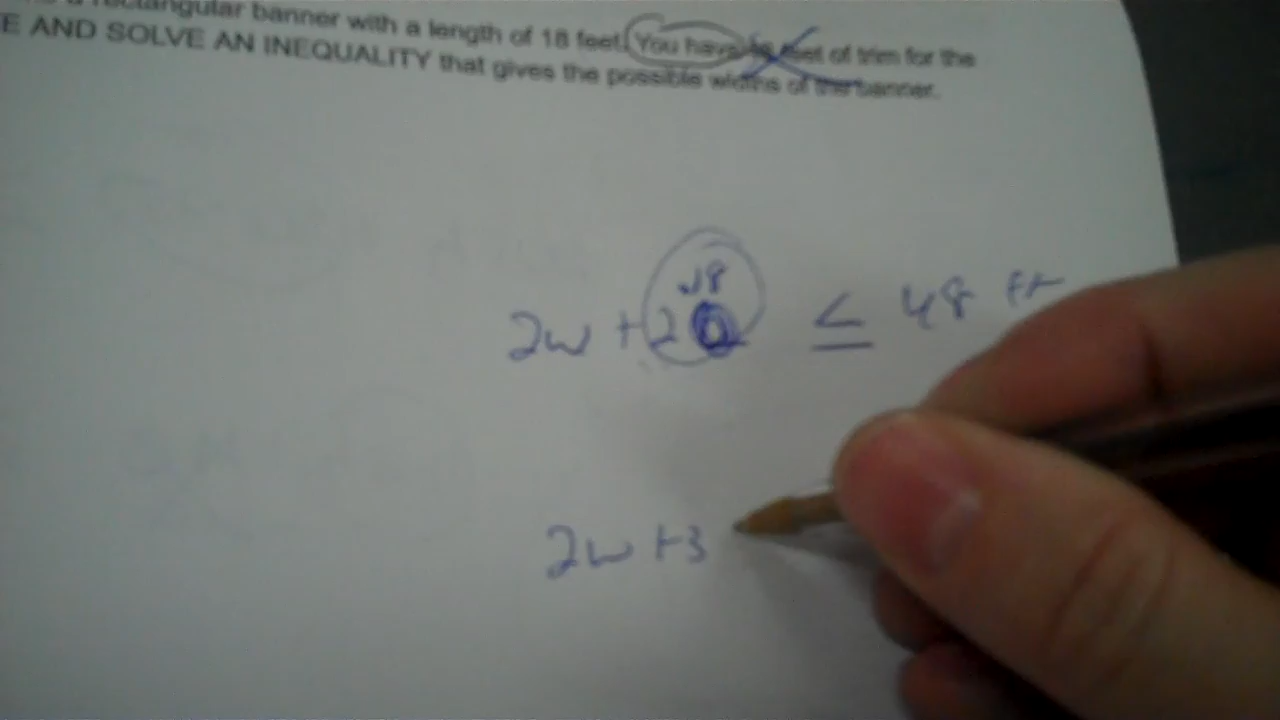 a rectangular banner with a length of 18 feet. You have feet of trim for the
E AND SOLVE AN INEQUALITY that gives the possible widths of the banner.
2w + 2 18 ≤ 48 ft
2w + 3